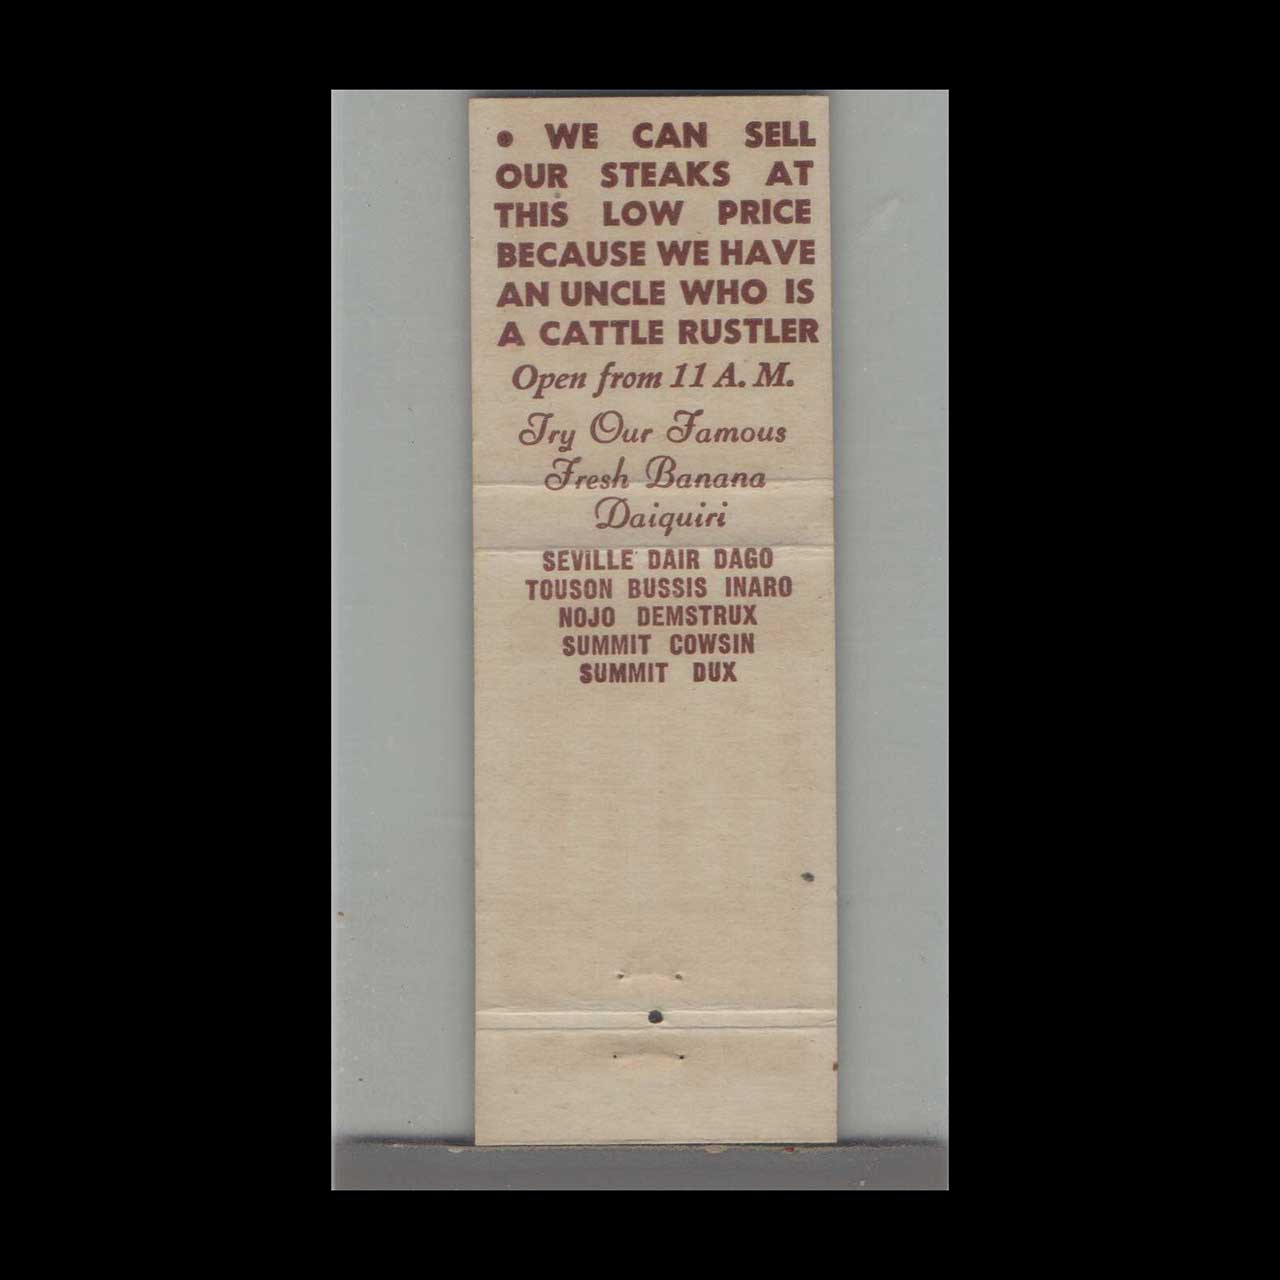 • WE CAN SELL
OUR STEAKS AT
THIS LOW PRICE
BECAUSE WE HAVE
AN UNCLE WHO IS
A CATTLE RUSTLER
Open from 11 A. M.
Try Our Famous
Fresh Banana
Daiquiri
SEVILLE DAIR DAGO
TOUSON BUSSIS INARO
NOJO DEMSTRUX
SUMMIT COWSIN
SUMMIT DUX